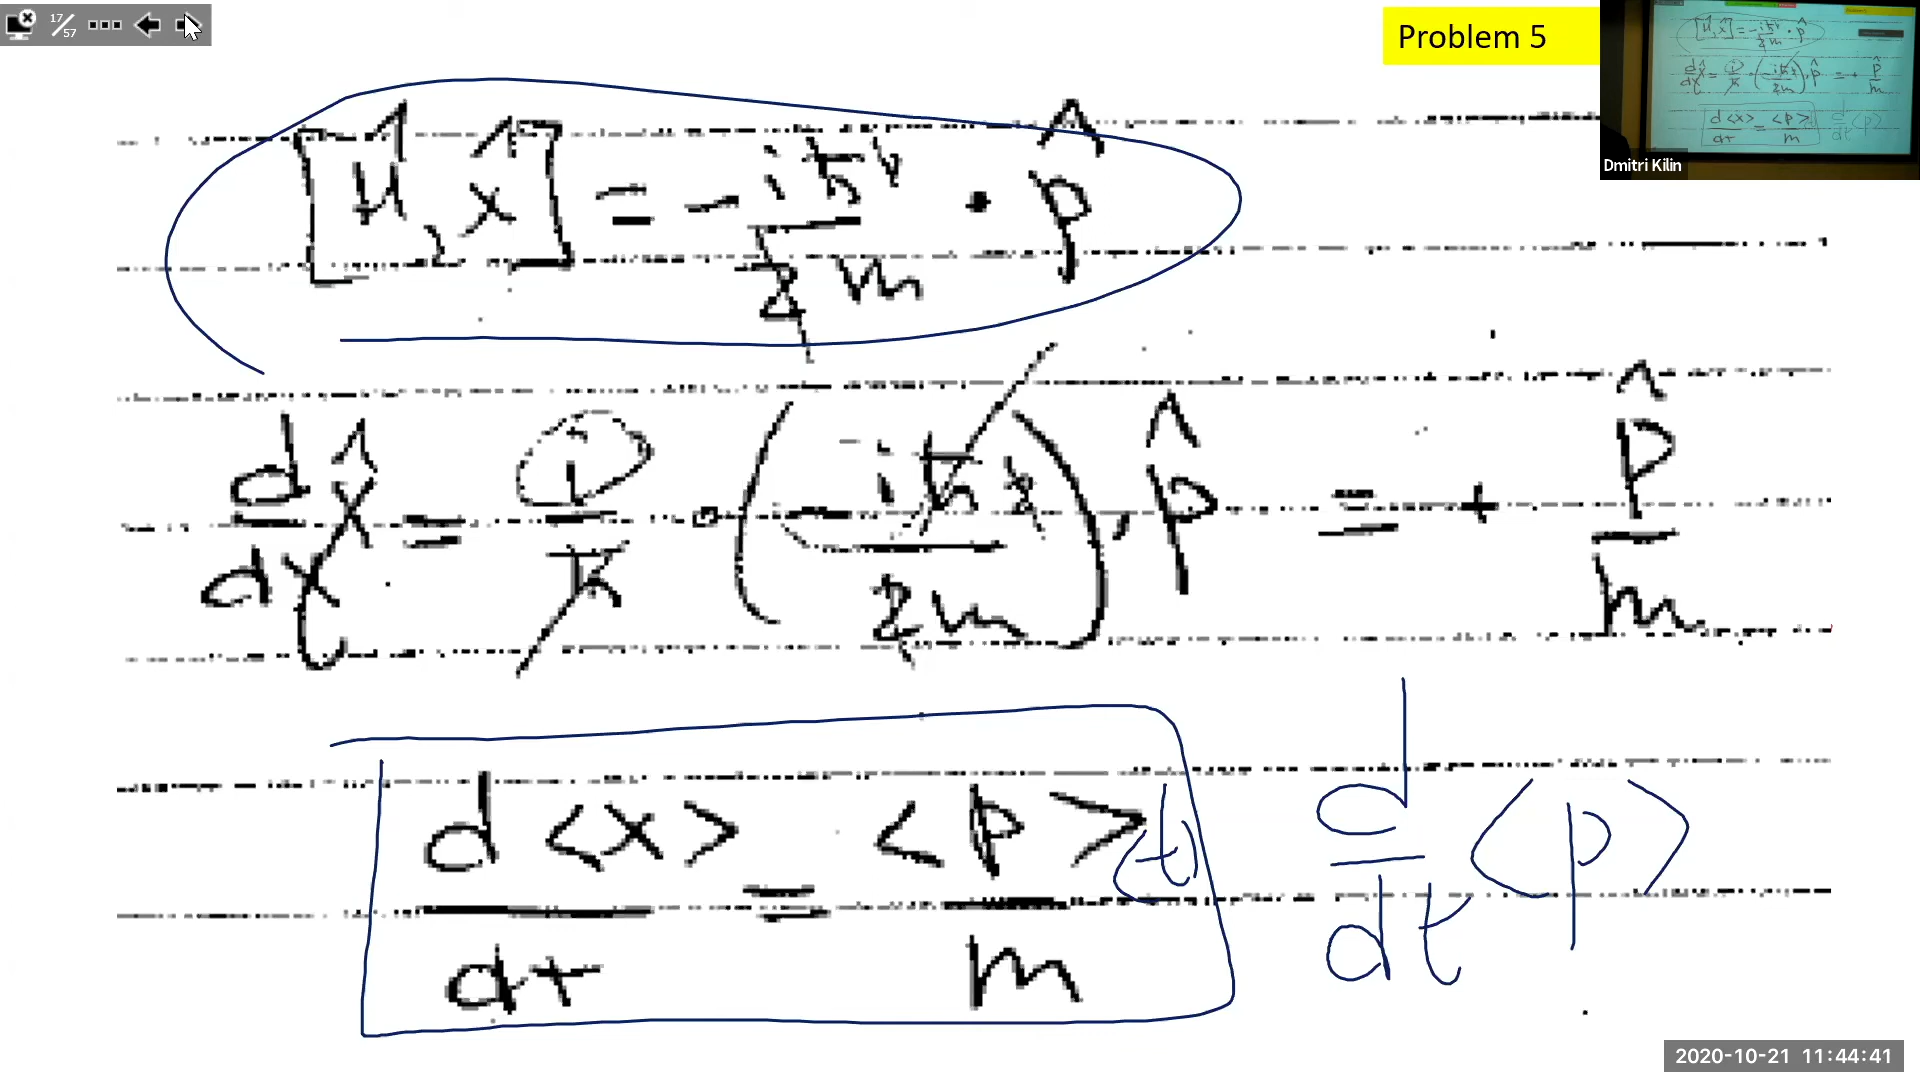 17/57
Problem 5
[Ĥ, x̂] = - iħ2/2m · p̂
Dmitri Kilin
d/dt x̂ = i/ħ · (-iħ2/2m) · p̂ = + p̂/m
d<x>/dt = <p>(t)/m d/dt <p>
2020-10-21 11:44:41